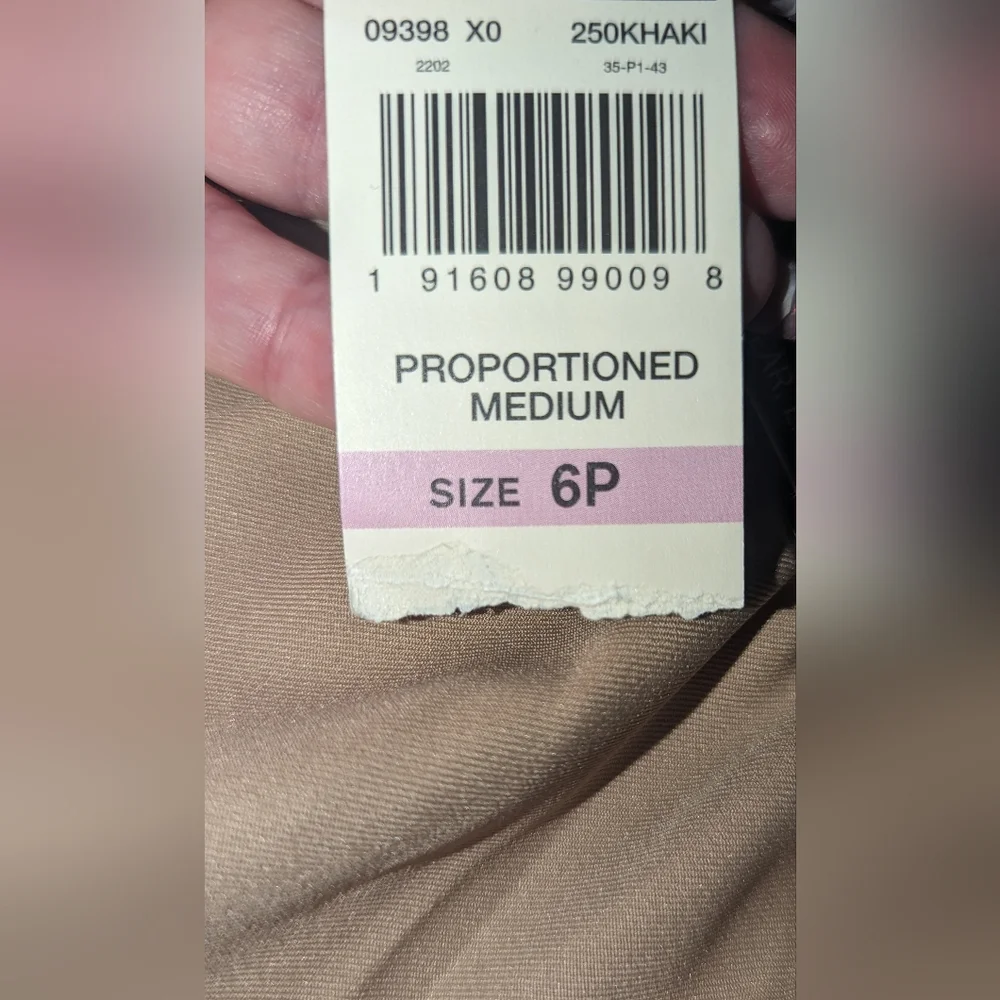 09398 X0 250KHAKI
2202 35-P1-43
1 91608 99009 8
PROPORTIONED
MEDIUM
SIZE 6P